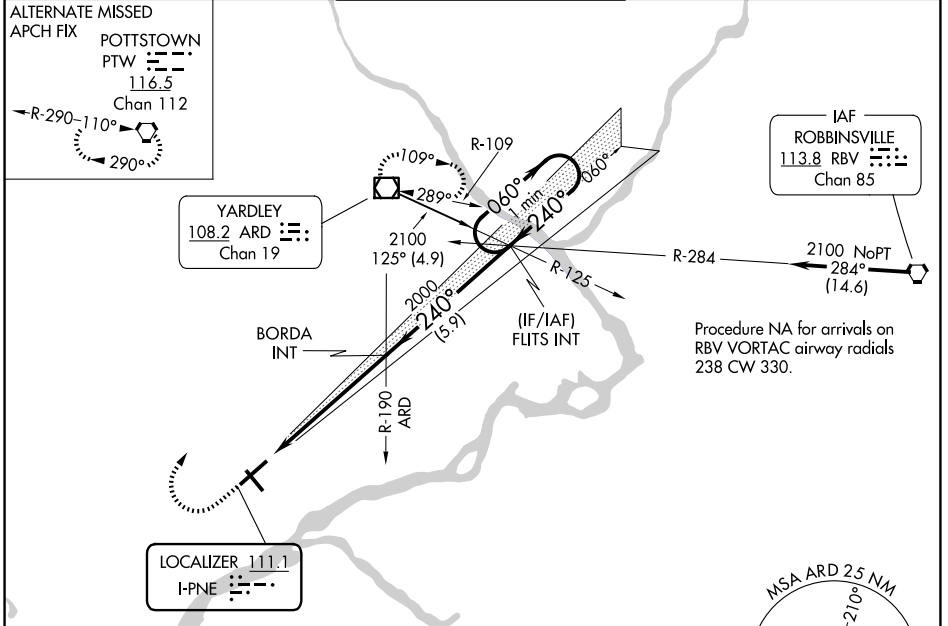 ALTERNATE MISSED
APCH FIX
POTTSTOWN
PTW
116.5
Chan 112
R-290
110°
290°
109°
R-109
289°
060°
1 min
240°
060°
IAF
ROBBINSVILLE
113.8 RBV
Chan 85
YARDLEY
108.2 ARD
Chan 19
2100
125° (4.9)
R-125
R-284
2100 NoPT
284°
(14.6)
2000
240°
(5.9)
(IF/IAF)
FLITS INT
BORDA
INT
Procedure NA for arrivals on
RBV VORTAC airway radials
238 CW 330.
R-190
ARD
LOCALIZER 111.1
I-PNE
MSA ARD 25 NM
210°